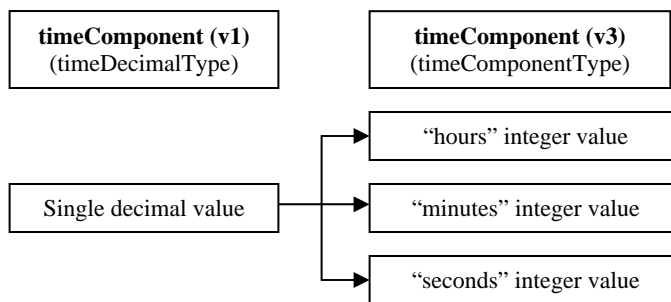 timeComponent (v1)
(timeDecimalType)
timeComponent (v3)
(timeComponentType)
“hours” integer value
Single decimal value
“minutes” integer value
“seconds” integer value